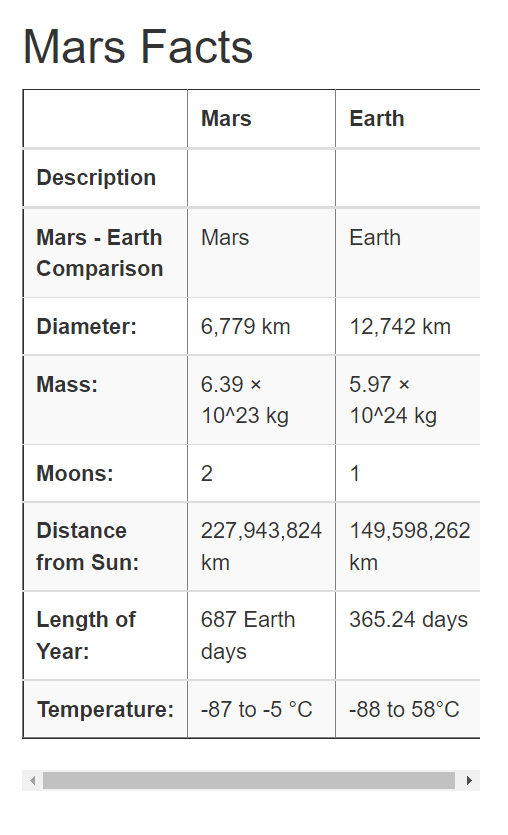 Mars Facts
Mars Earth
Description
Mars - Earth Mars Earth
Comparison
Diameter: 6,779 km 12,742 km
Mass: 6.39 × 5.97 ×
10^23 kg 10^24 kg
Moons: 2 1
Distance 227,943,824 149,598,262
from Sun: km km
Length of 687 Earth 365.24 days
Year: days
Temperature: -87 to -5 °C -88 to 58°C